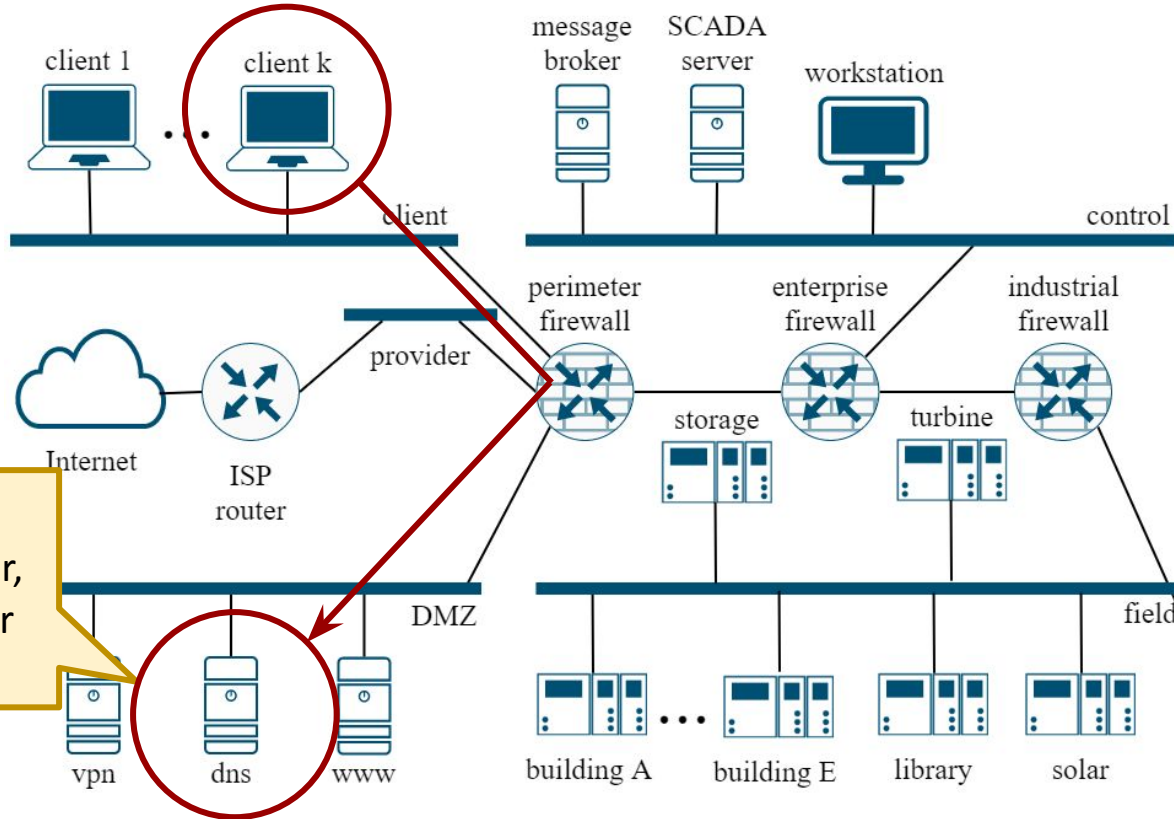 client 1
client k
message
broker
SCADA
server
workstation
client
control
perimeter
firewall
enterprise
firewall
industrial
firewall
provider
storage
turbine
Internet
ISP
router
DMZ
field
vpn
dns
www
building A
building E
library
solar